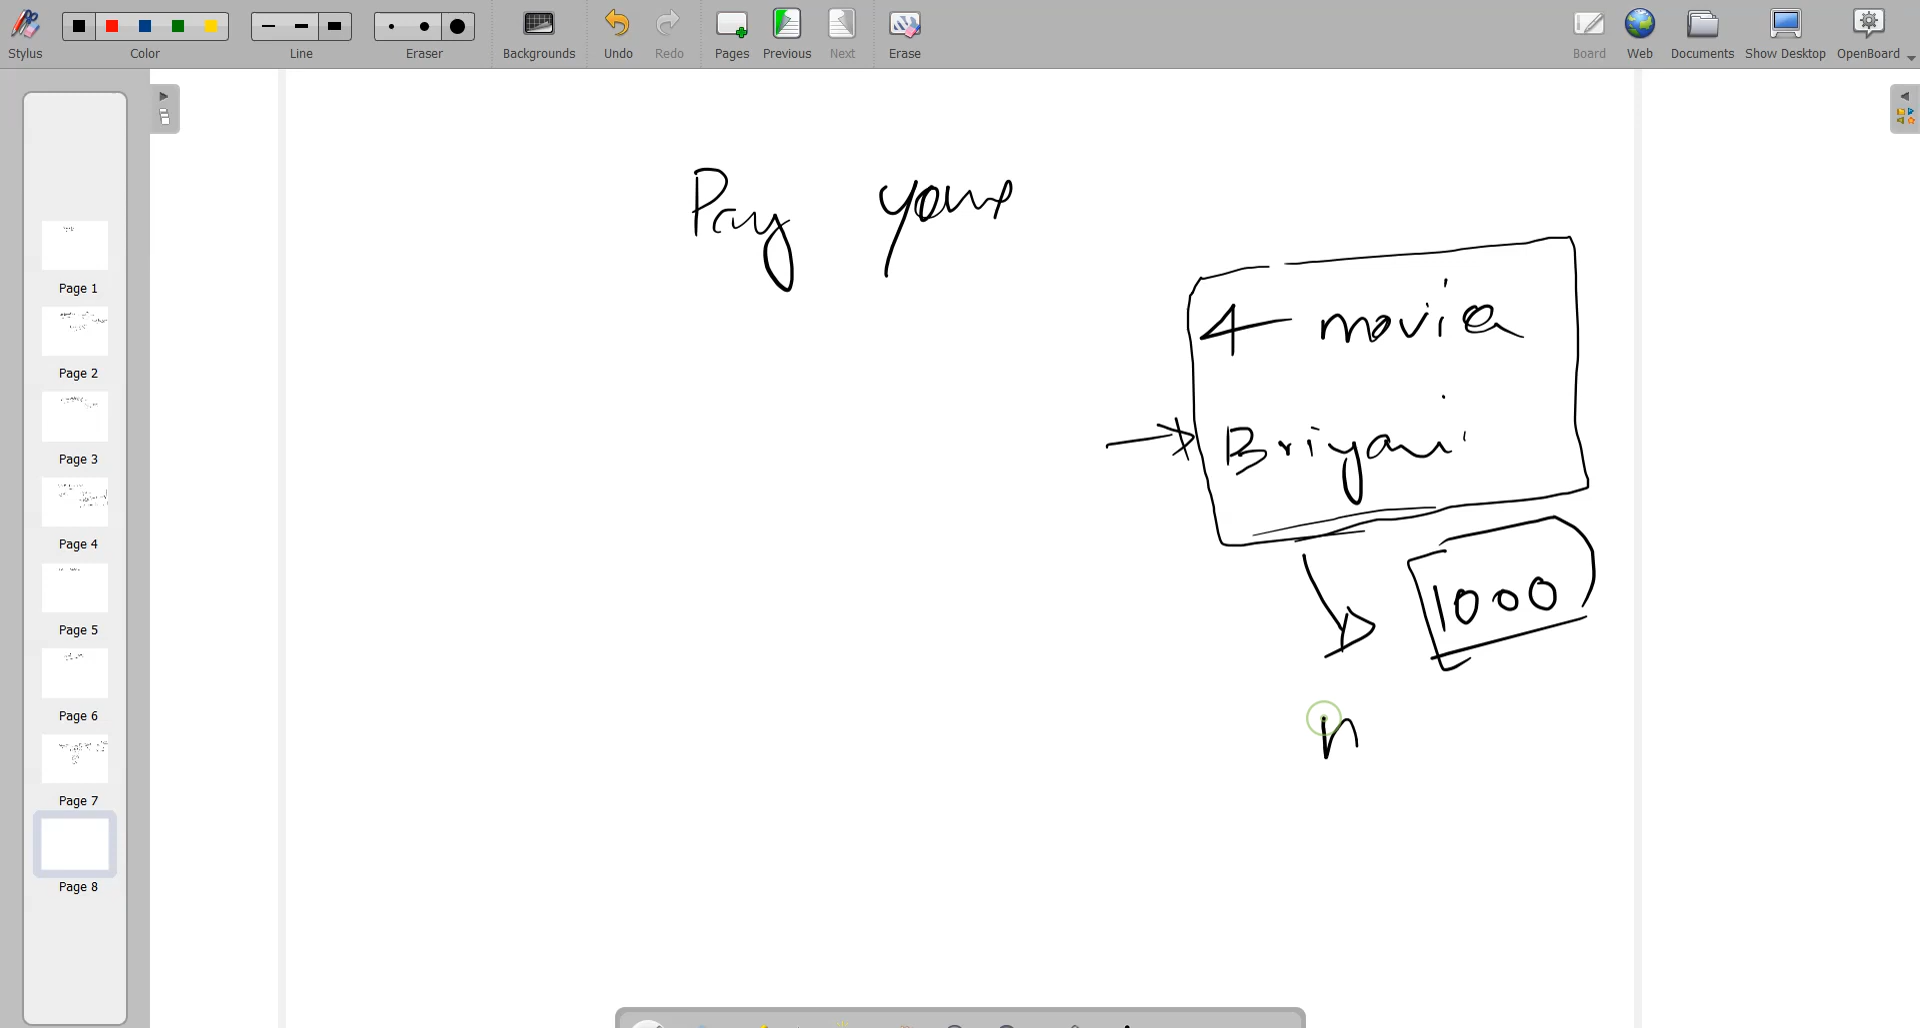 Stylus
Color
Line
Eraser
Backgrounds
Undo
Redo
Pages
Previous
Next
Erase
Board
Web
Documents
Show Desktop
OpenBoard
Page 1
Page 2
Page 3
Page 4
Page 5
Page 6
Page 7
Page 8
Pay your
4 movie
Briyani
1000
n